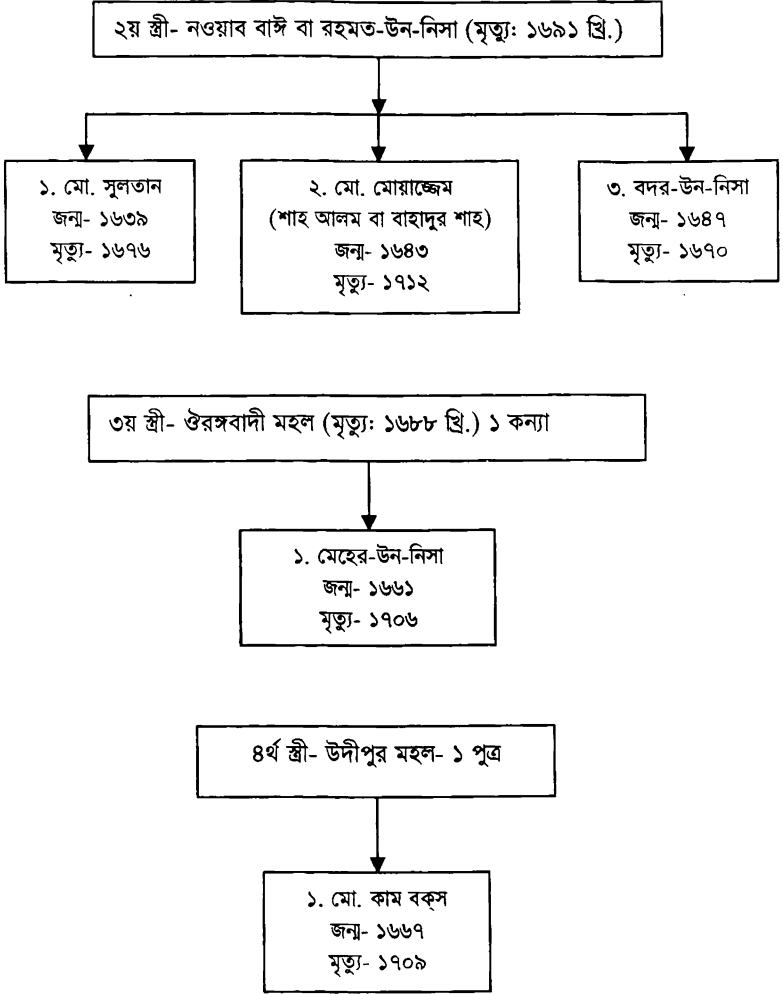 ২য় স্ত্রী- নওয়াব বাঈ বা রহমত-উন-নিসা (মৃত্যুঃ ১৬৯১ খ্রি.)
১. মো. সুলতান
জন্ম- ১৬৩৯
মৃত্যু- ১৬৭৬
২. মো. মোয়াজ্জেম
(শাহ আলম বা বাহাদুর শাহ)
জন্ম- ১৬৪৩
মৃত্যু- ১৭১২
৩. বদর-উন-নিসা
জন্ম- ১৬৪৭
মৃত্যু- ১৬৭০
৩য় স্ত্রী- ঔরঙ্গবাদী মহল (মৃত্যুঃ ১৬৮৮ খ্রি.) ১ কন্যা
১. মেহের-উন-নিসা
জন্ম- ১৬৬১
মৃত্যু- ১৭০৬
৪র্থ স্ত্রী- উদীপুর মহল- ১ পুত্র
১. মো. কাম বক্‌স
জন্ম- ১৬৬৭
মৃত্যু- ১৭০৯